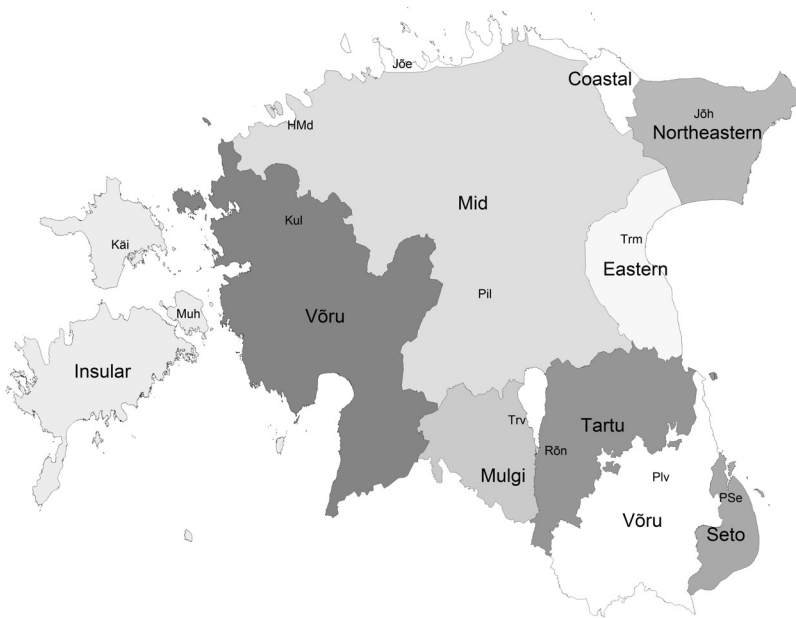 Jõe
Coastal
Jõh
Northeastern
HMd
Mid
Kul
Trm
Eastern
Käi
Pil
Muh
Võru
Insular
Trv
Tartu
Rõn
Mulgi
Plv
PSe
Võru
Seto